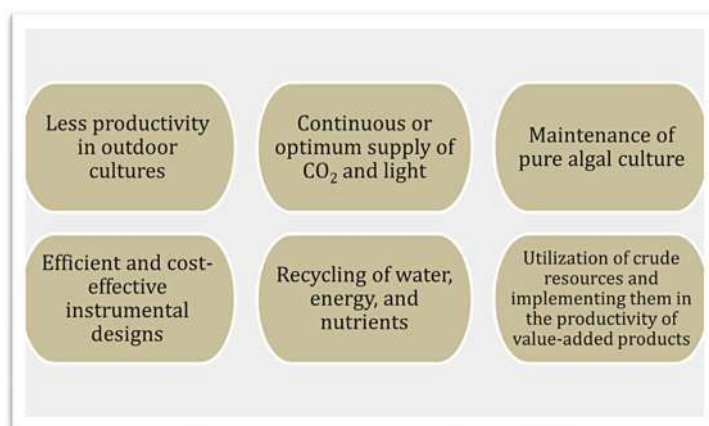 Less productivity
in outdoor
cultures
Continuous or
optimum supply of
CO₂ and light
Maintenance of
pure algal culture
Efficient and cost-
effective
instrumental
designs
Recycling of water,
energy, and
nutrients
Utilization of crude
resources and
implementing them in
the productivity of
value-added products